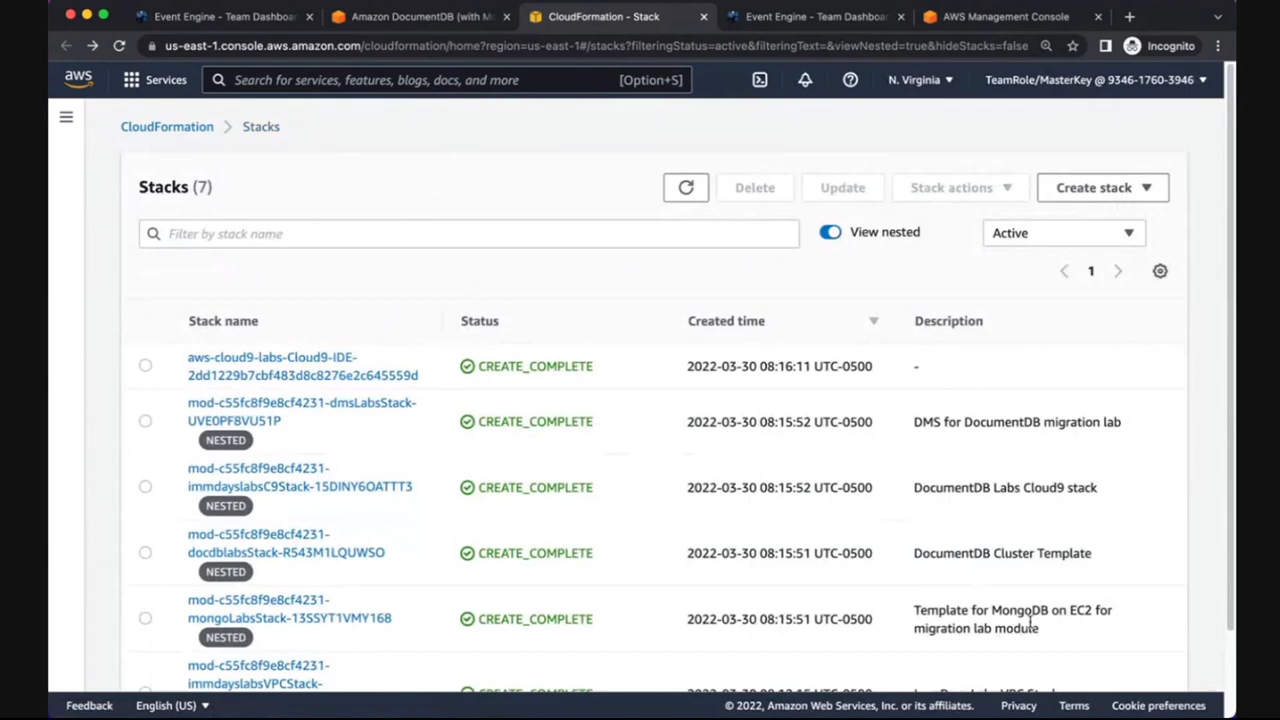 Event Engine - Team Dashboar
Amazon DocumentDB (with M
CloudFormation - Stack
Event Engine - Team Dashboar
AWS Management Console
us-east-1.console.aws.amazon.com/cloudformation/home?region=us-east-1#/stacks?filteringStatus=active&filteringText=&viewNested=true&hideStacks=false
Incognito
aws
Services
Search for services, features, blogs, docs, and more
[Option+S]
N. Virginia
TeamRole/MasterKey @ 9346-1760-3946
CloudFormation
Stacks
Stacks (7)
Delete
Update
Stack actions
Create stack
Filter by stack name
View nested
Active
1
Stack name
Status
Created time
Description
aws-cloud9-labs-Cloud9-IDE-
2dd1229b7cbf483d8c8276e2c645559d
CREATE_COMPLETE
2022-03-30 08:16:11 UTC-0500
-
mod-c55fc8f9e8cf4231-dmsLabsStack-
UVE0PF8VU51P
NESTED
CREATE_COMPLETE
2022-03-30 08:15:52 UTC-0500
DMS for DocumentDB migration lab
mod-c55fc8f9e8cf4231-
immdayslabsC9Stack-15DINY6OATTT3
NESTED
CREATE_COMPLETE
2022-03-30 08:15:52 UTC-0500
DocumentDB Labs Cloud9 stack
mod-c55fc8f9e8cf4231-
docdblabsStack-R543M1LQUWSO
NESTED
CREATE_COMPLETE
2022-03-30 08:15:51 UTC-0500
DocumentDB Cluster Template
mod-c55fc8f9e8cf4231-
mongoLabsStack-13SSYT1VMY168
NESTED
CREATE_COMPLETE
2022-03-30 08:15:51 UTC-0500
Template for MongoDB on EC2 for
migration lab module
mod-c55fc8f9e8cf4231-
immdayslabsVPCStack-
Feedback
English (US)
© 2022, Amazon Web Services, Inc. or its affiliates.
Privacy
Terms
Cookie preferences